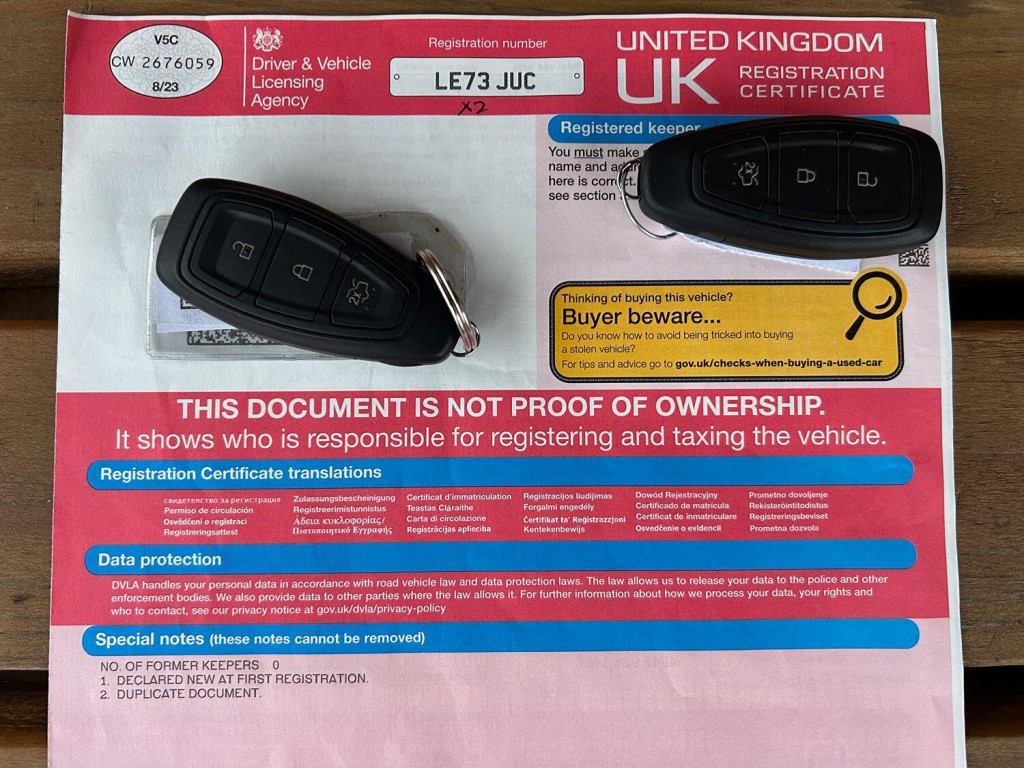 V5C
CW 2676059
8/23
Driver & Vehicle
Licensing
Agency
Registration number
LE73 JUC
x2
UNITED KINGDOM
UK REGISTRATION
CERTIFICATE
Registered keeper
You must make
name and
here is correct.
see section
2X
2X
Thinking of buying this vehicle?
Buyer beware...
Do you know how to avoid being tricked into buying
a stolen vehicle?
For tips and advice go to gov.uk/checks-when-buying-a-used-car
THIS DOCUMENT IS NOT PROOF OF OWNERSHIP.
It shows who is responsible for registering and taxing the vehicle.
Registration Certificate translations
свидетелство за регистрация
Permiso de circulación
Osvědčení o registraci
Registreringsattest
Zulassungsbescheinigung
Registreerimistunnistus
Άδεια κυκλοφορίας/
Πιστοποιητικό Εγγραφής
Certificat d'immatriculation
Teastas Cláraithe
Carta di circolazione
Reģistrācijas apliecība
Registracijos liudijimas
Forgalmi engedély
Ċertifikat ta' Reġistrazzjoni
Kentekenbewijs
Dowód Rejestracyjny
Certificado de matrícula
Certificat de înmatriculare
Osvedčenie o evidencii
Prometno dovoljenje
Rekisteröintitodistus
Registreringsbeviset
Prometna dozvola
Data protection
DVLA handles your personal data in accordance with road vehicle law and data protection laws. The law allows us to release your data to the police and other
enforcement bodies. We also provide data to other parties where the law allows it. For further information about how we process your data, your rights and
who to contact, see our privacy notice at gov.uk/dvla/privacy-policy
Special notes (these notes cannot be removed)
NO. OF FORMER KEEPERS 0
1. DECLARED NEW AT FIRST REGISTRATION.
2. DUPLICATE DOCUMENT.